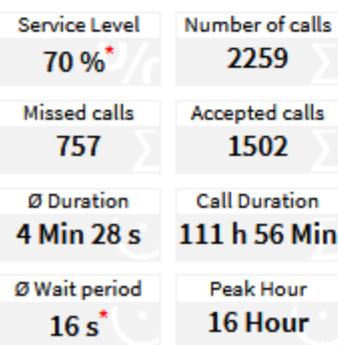 Service Level
70 %*
Number of calls
2259
Missed calls
757
Accepted calls
1502
Ø Duration
4 Min 28 s
Call Duration
111 h 56 Min
Ø Wait period
16 s*
Peak Hour
16 Hour